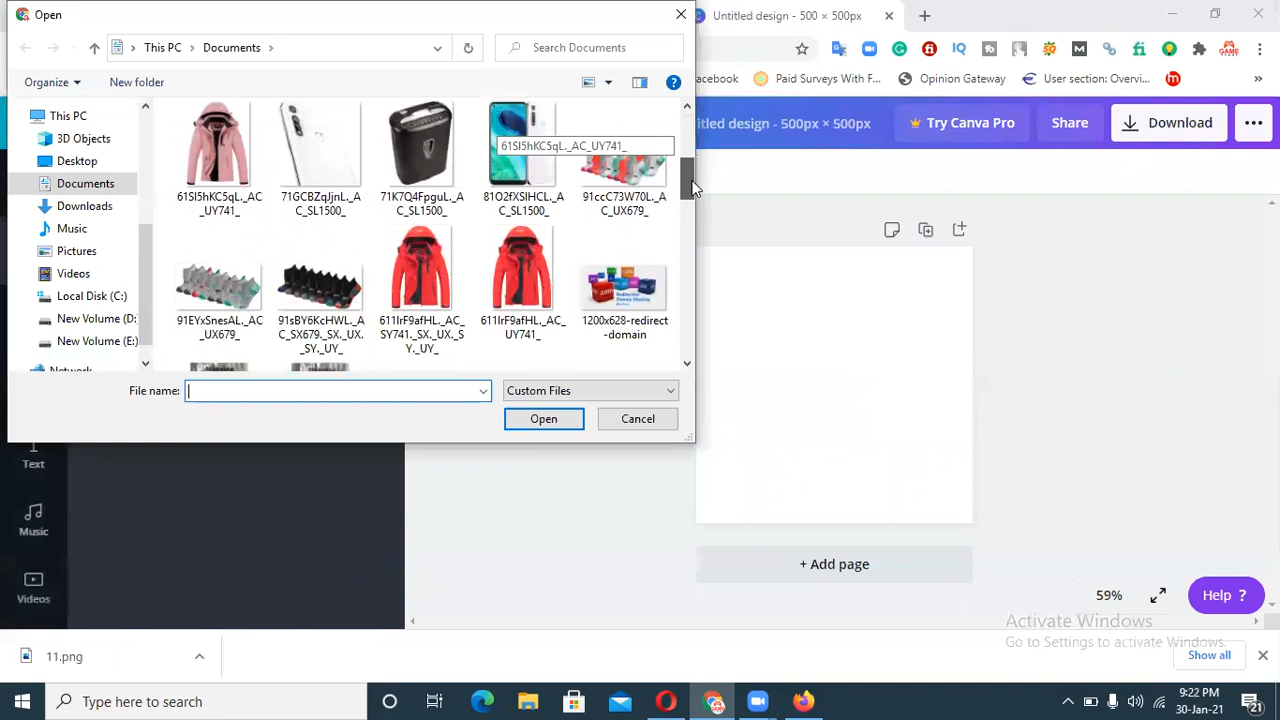 Open
Untitled design - 500 × 500px
This PC
Documents
Search Documents
Organize
New folder
acebook
Paid Surveys With F...
Opinion Gateway
User section: Overvi...
This PC
3D Objects
Desktop
Documents
Downloads
Music
Pictures
Videos
Local Disk (C:)
New Volume (D:
New Volume (E:)
Network
61SI5hKC5qL._AC_UY741_
61SI5hKC5qL._AC
_UY741_
71GCBZqJjnL._A
C_SL1500_
71K7Q4FpguL._A
C_SL1500_
81O2fXSIHCL._A
C_SL1500_
91ccC73W70L._A
C_UX679_
91EYxSnesAL._AC
_UX679_
91sBY6KcHWL._A
C_SX679._SX._UX.
_SY._UY_
611IrF9afHL._AC_
SY741._SX._UX._S
Y._UY_
611IrF9afHL._AC_
UY741_
1200x628-redirect
-domain
File name:
Custom Files
Open
Cancel
titled design - 500px × 500px
Try Canva Pro
Share
Download
Text
Music
Videos
+ Add page
59%
Help ?
Activate Windows
Go to Settings to activate Windows.
11.png
Show all
Type here to search
9:22 PM
30-Jan-21
21